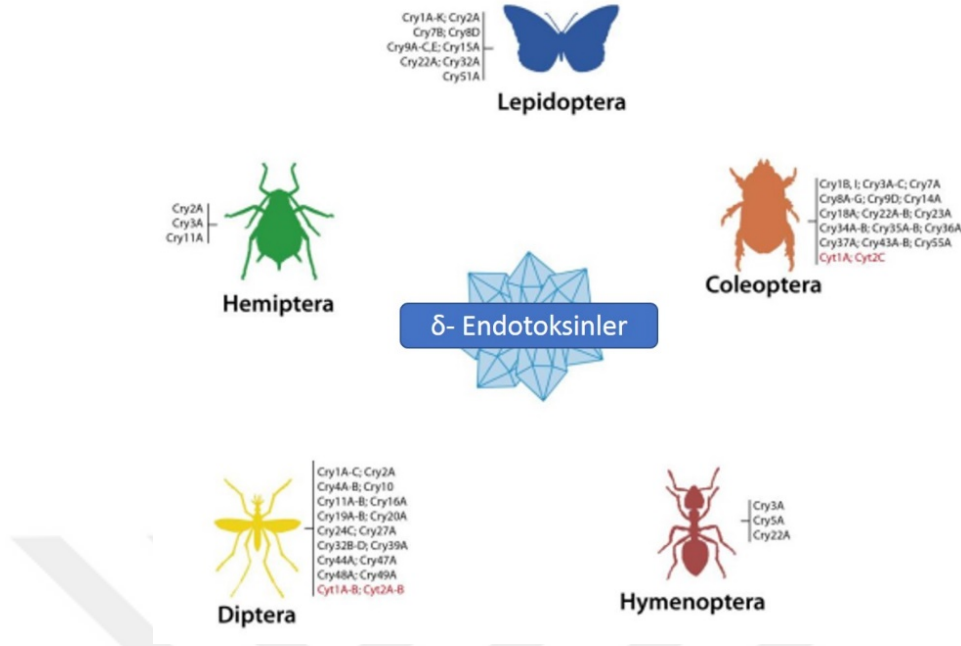 Cry1A-K; Cry2A
Cry7B; Cry8D
Cry9A-C,E; Cry15A
Cry22A; Cry32A
Cry51A
Lepidoptera
Cry2A
Cry3A
Cry11A
Hemiptera
Cry1B, I; Cry3A-C; Cry7A
Cry8A-G; Cry9D; Cry14A
Cry18A; Cry22A-B; Cry23A
Cry34A-B; Cry35A-B; Cry36A
Cry37A; Cry43A-B; Cry55A
Cyt1A; Cyt2C
Coleoptera
δ- Endotoksinler
Cry1A-C; Cry2A
Cry4A-B; Cry10
Cry11A-B; Cry16A
Cry19A-B; Cry20A
Cry24C; Cry27A
Cry32B-D; Cry39A
Cry44A; Cry47A
Cry48A; Cry49A
Cyt1A-B; Cyt2A-B
Diptera
Cry3A
Cry5A
Cry22A
Hymenoptera